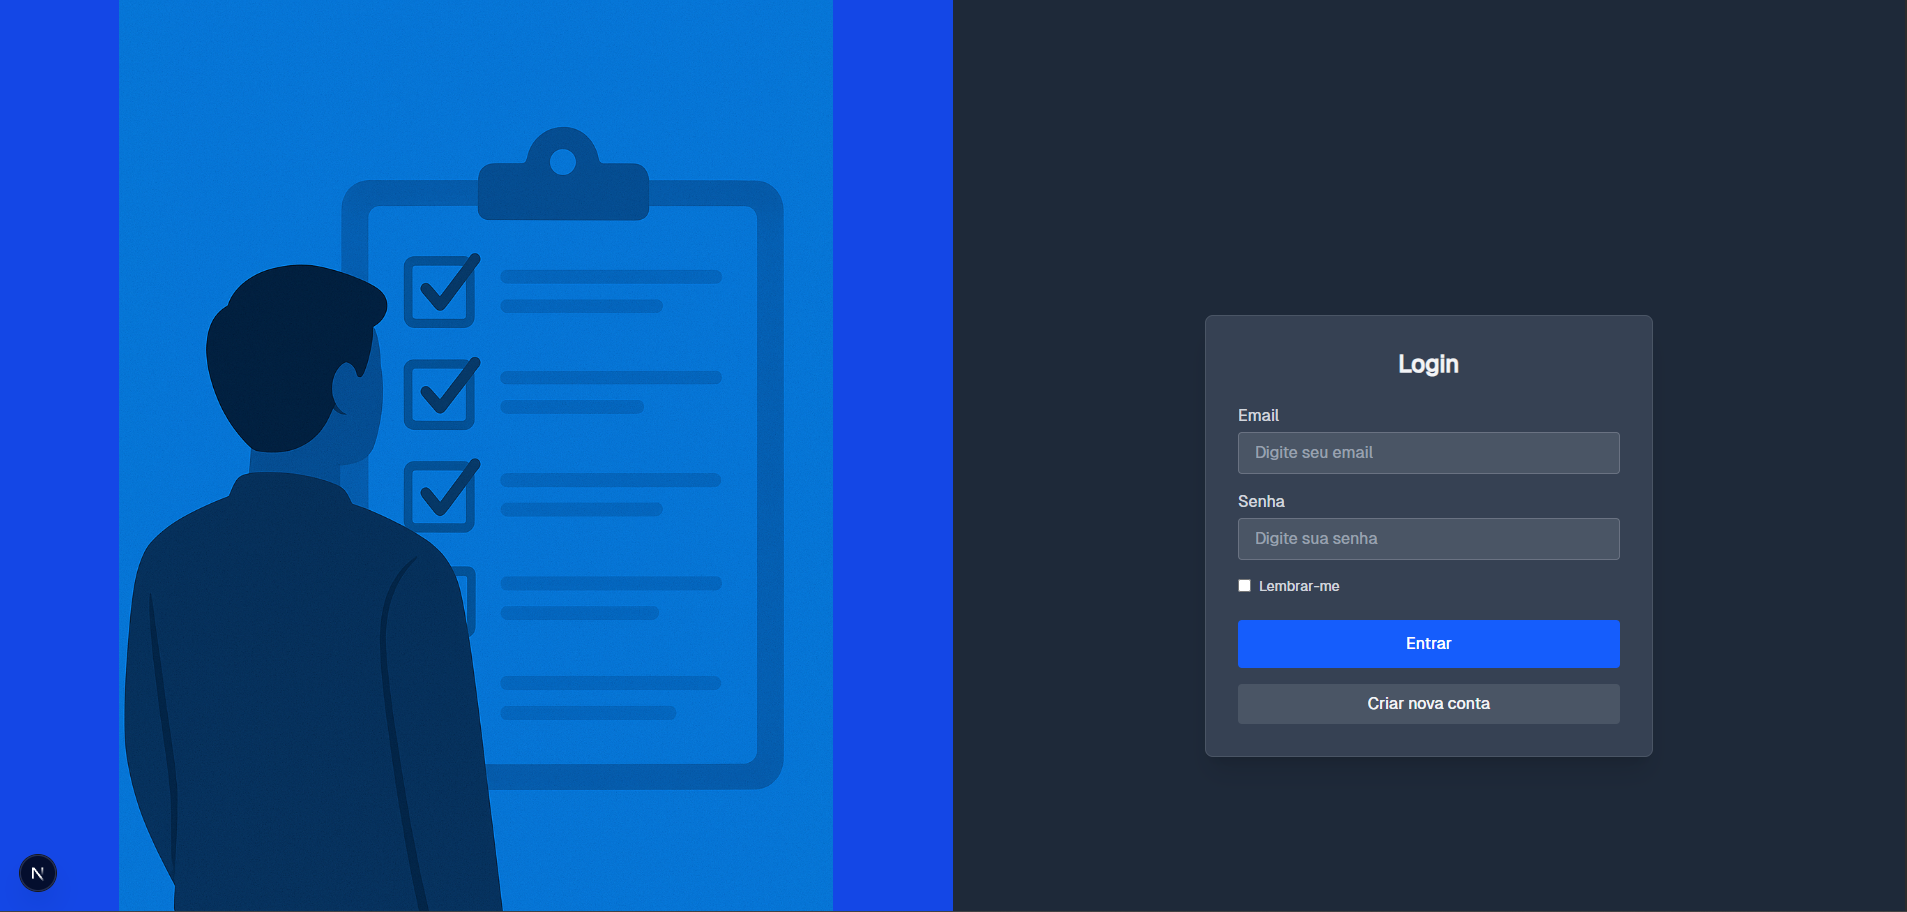 Login
Email
Digite seu email
Senha
Digite sua senha
Lembrar-me
Entrar
Criar nova conta
N